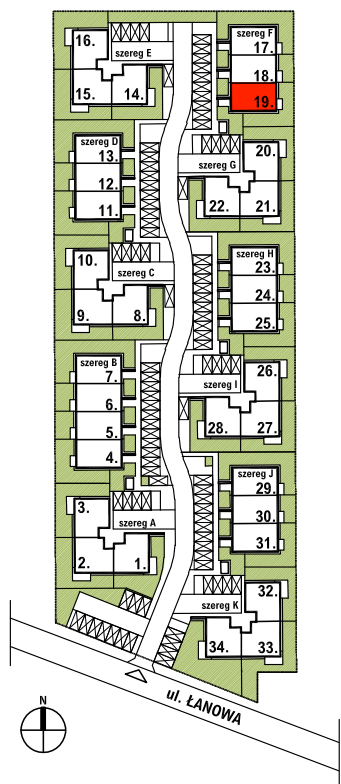 16.
szereg E
15.
14.
szereg F
17.
18.
19.
szereg D
13.
12.
11.
20.
szereg G
22.
21.
10.
szereg C
9.
8.
szereg H
23.
24.
25.
szereg B
7.
6.
5.
4.
26.
szereg I
28.
27.
3.
szereg A
2.
1.
szereg J
29.
30.
31.
32.
szereg K
34.
33.
ul. ŁANOWA
N